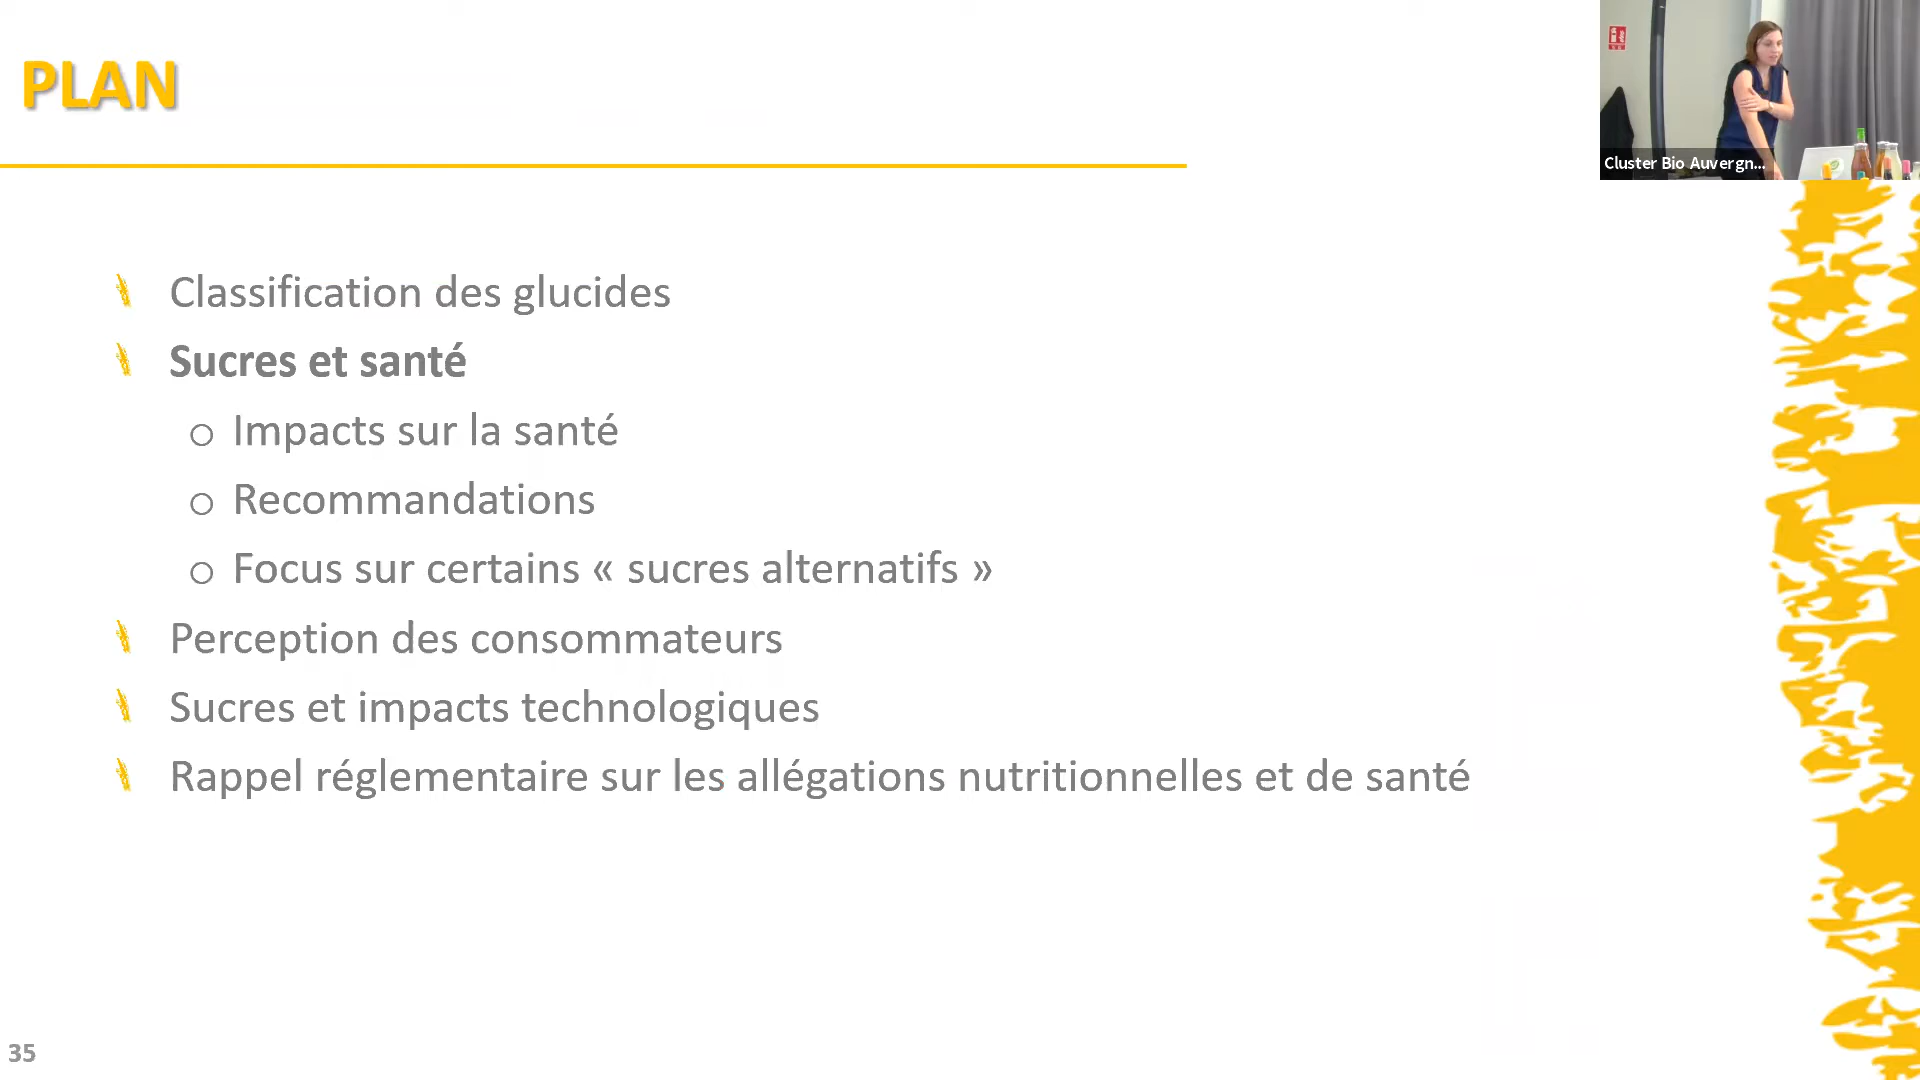 PLAN
Cluster Bio Auvergn...
Classification des glucides
Sucres et santé
o Impacts sur la santé
o Recommandations
o Focus sur certains « sucres alternatifs »
Perception des consommateurs
Sucres et impacts technologiques
Rappel réglementaire sur les allégations nutritionnelles et de santé
35